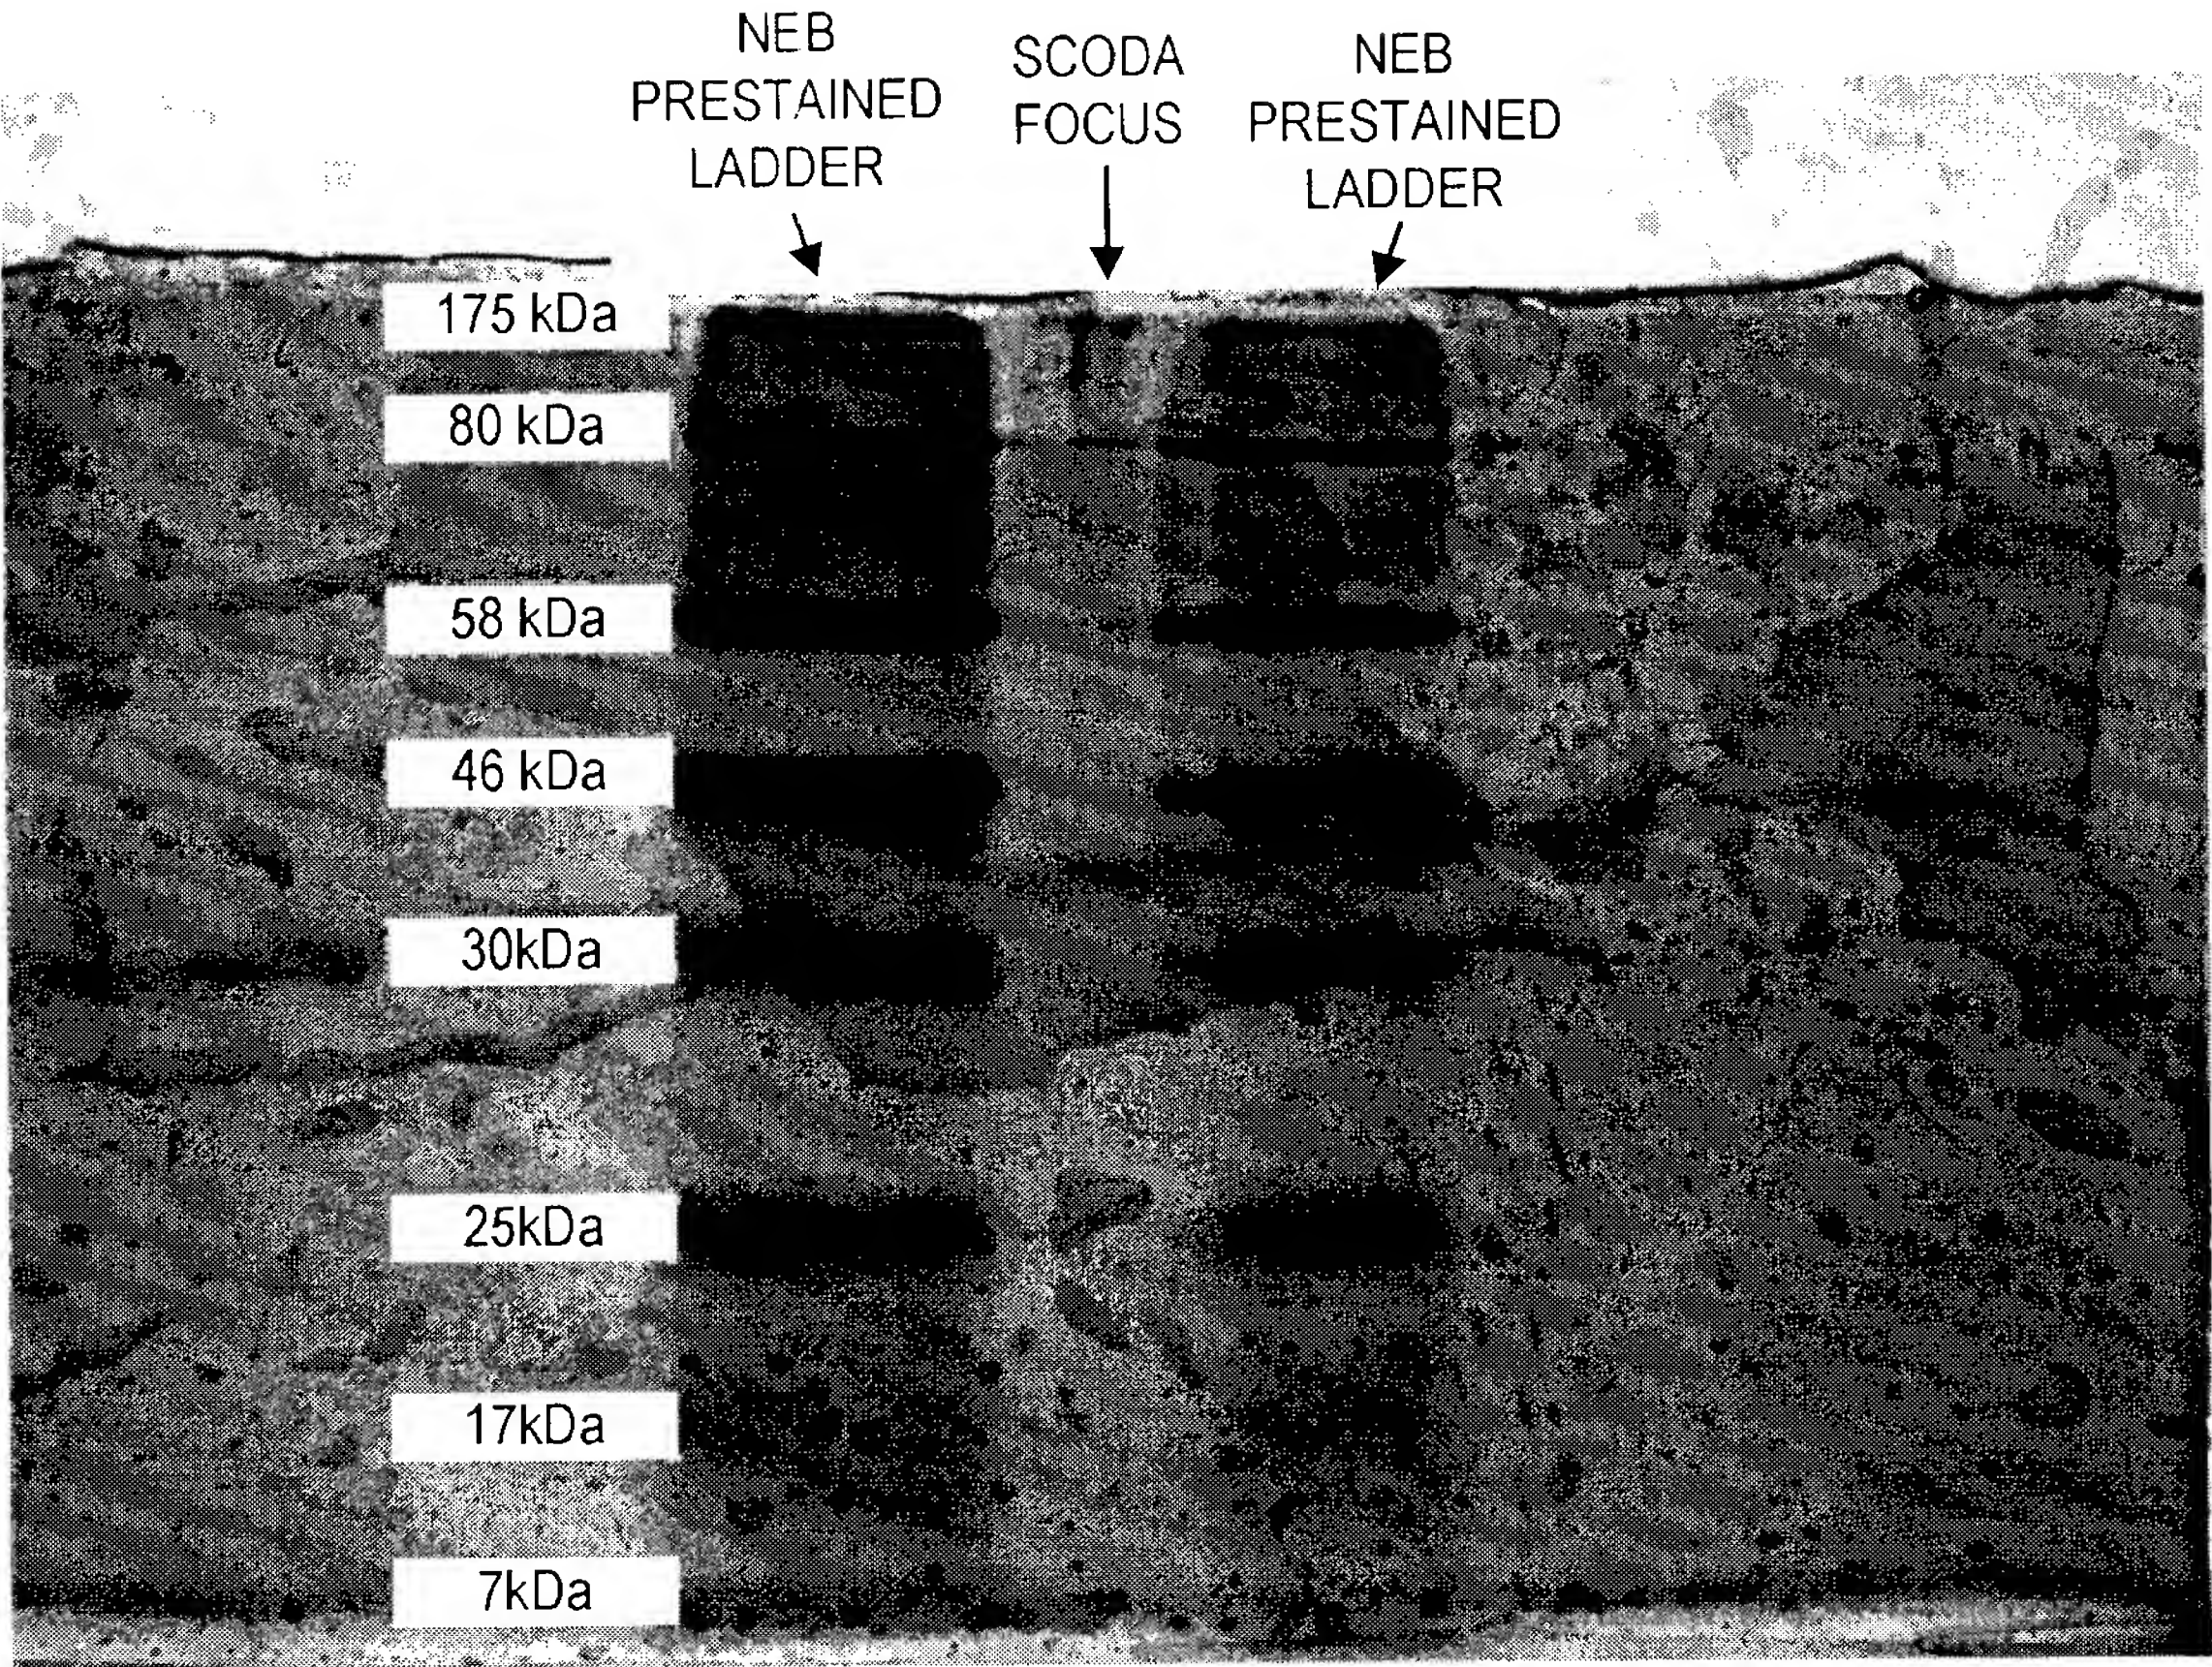 NEB
PRESTAINED
LADDER
SCODA
FOCUS
NEB
PRESTAINED
LADDER
175 kDa
80 kDa
58 kDa
46 kDa
30kDa
25kDa
17kDa
7kDa